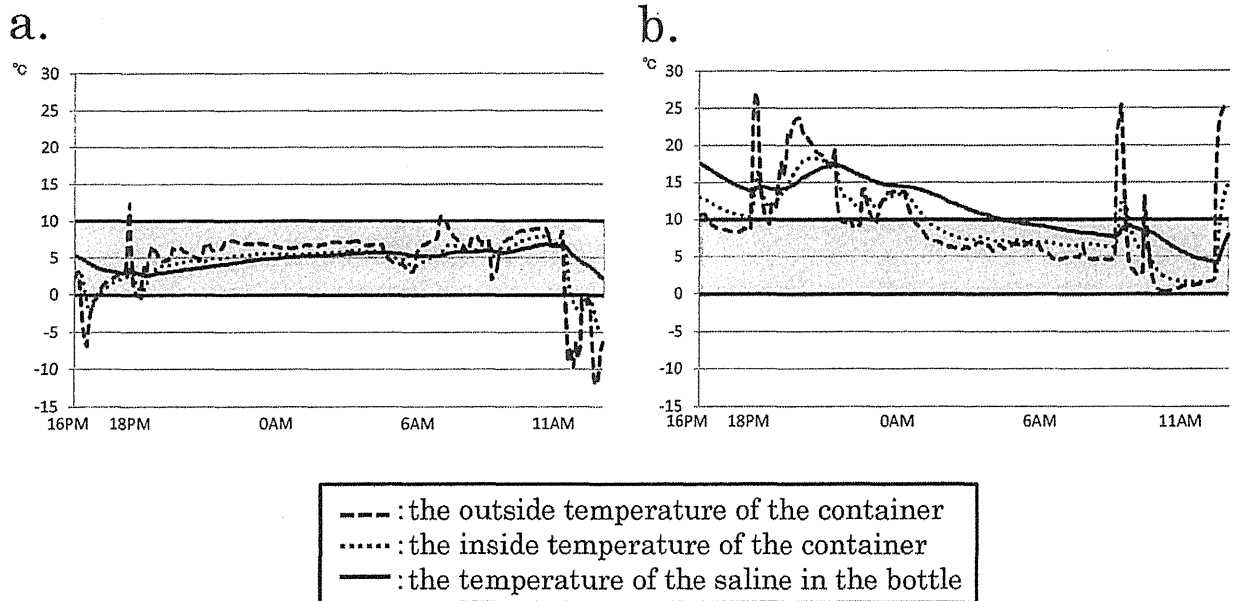 a.
°C
30
25
20
15
10
5
0
-5
-10
-15
16PM 18PM 0AM 6AM 11AM
b.
°C
30
25
20
15
10
5
0
-5
-10
-15
16PM 18PM 0AM 6AM 11AM
: the outside temperature of the container
: the inside temperature of the container
: the temperature of the saline in the bottle